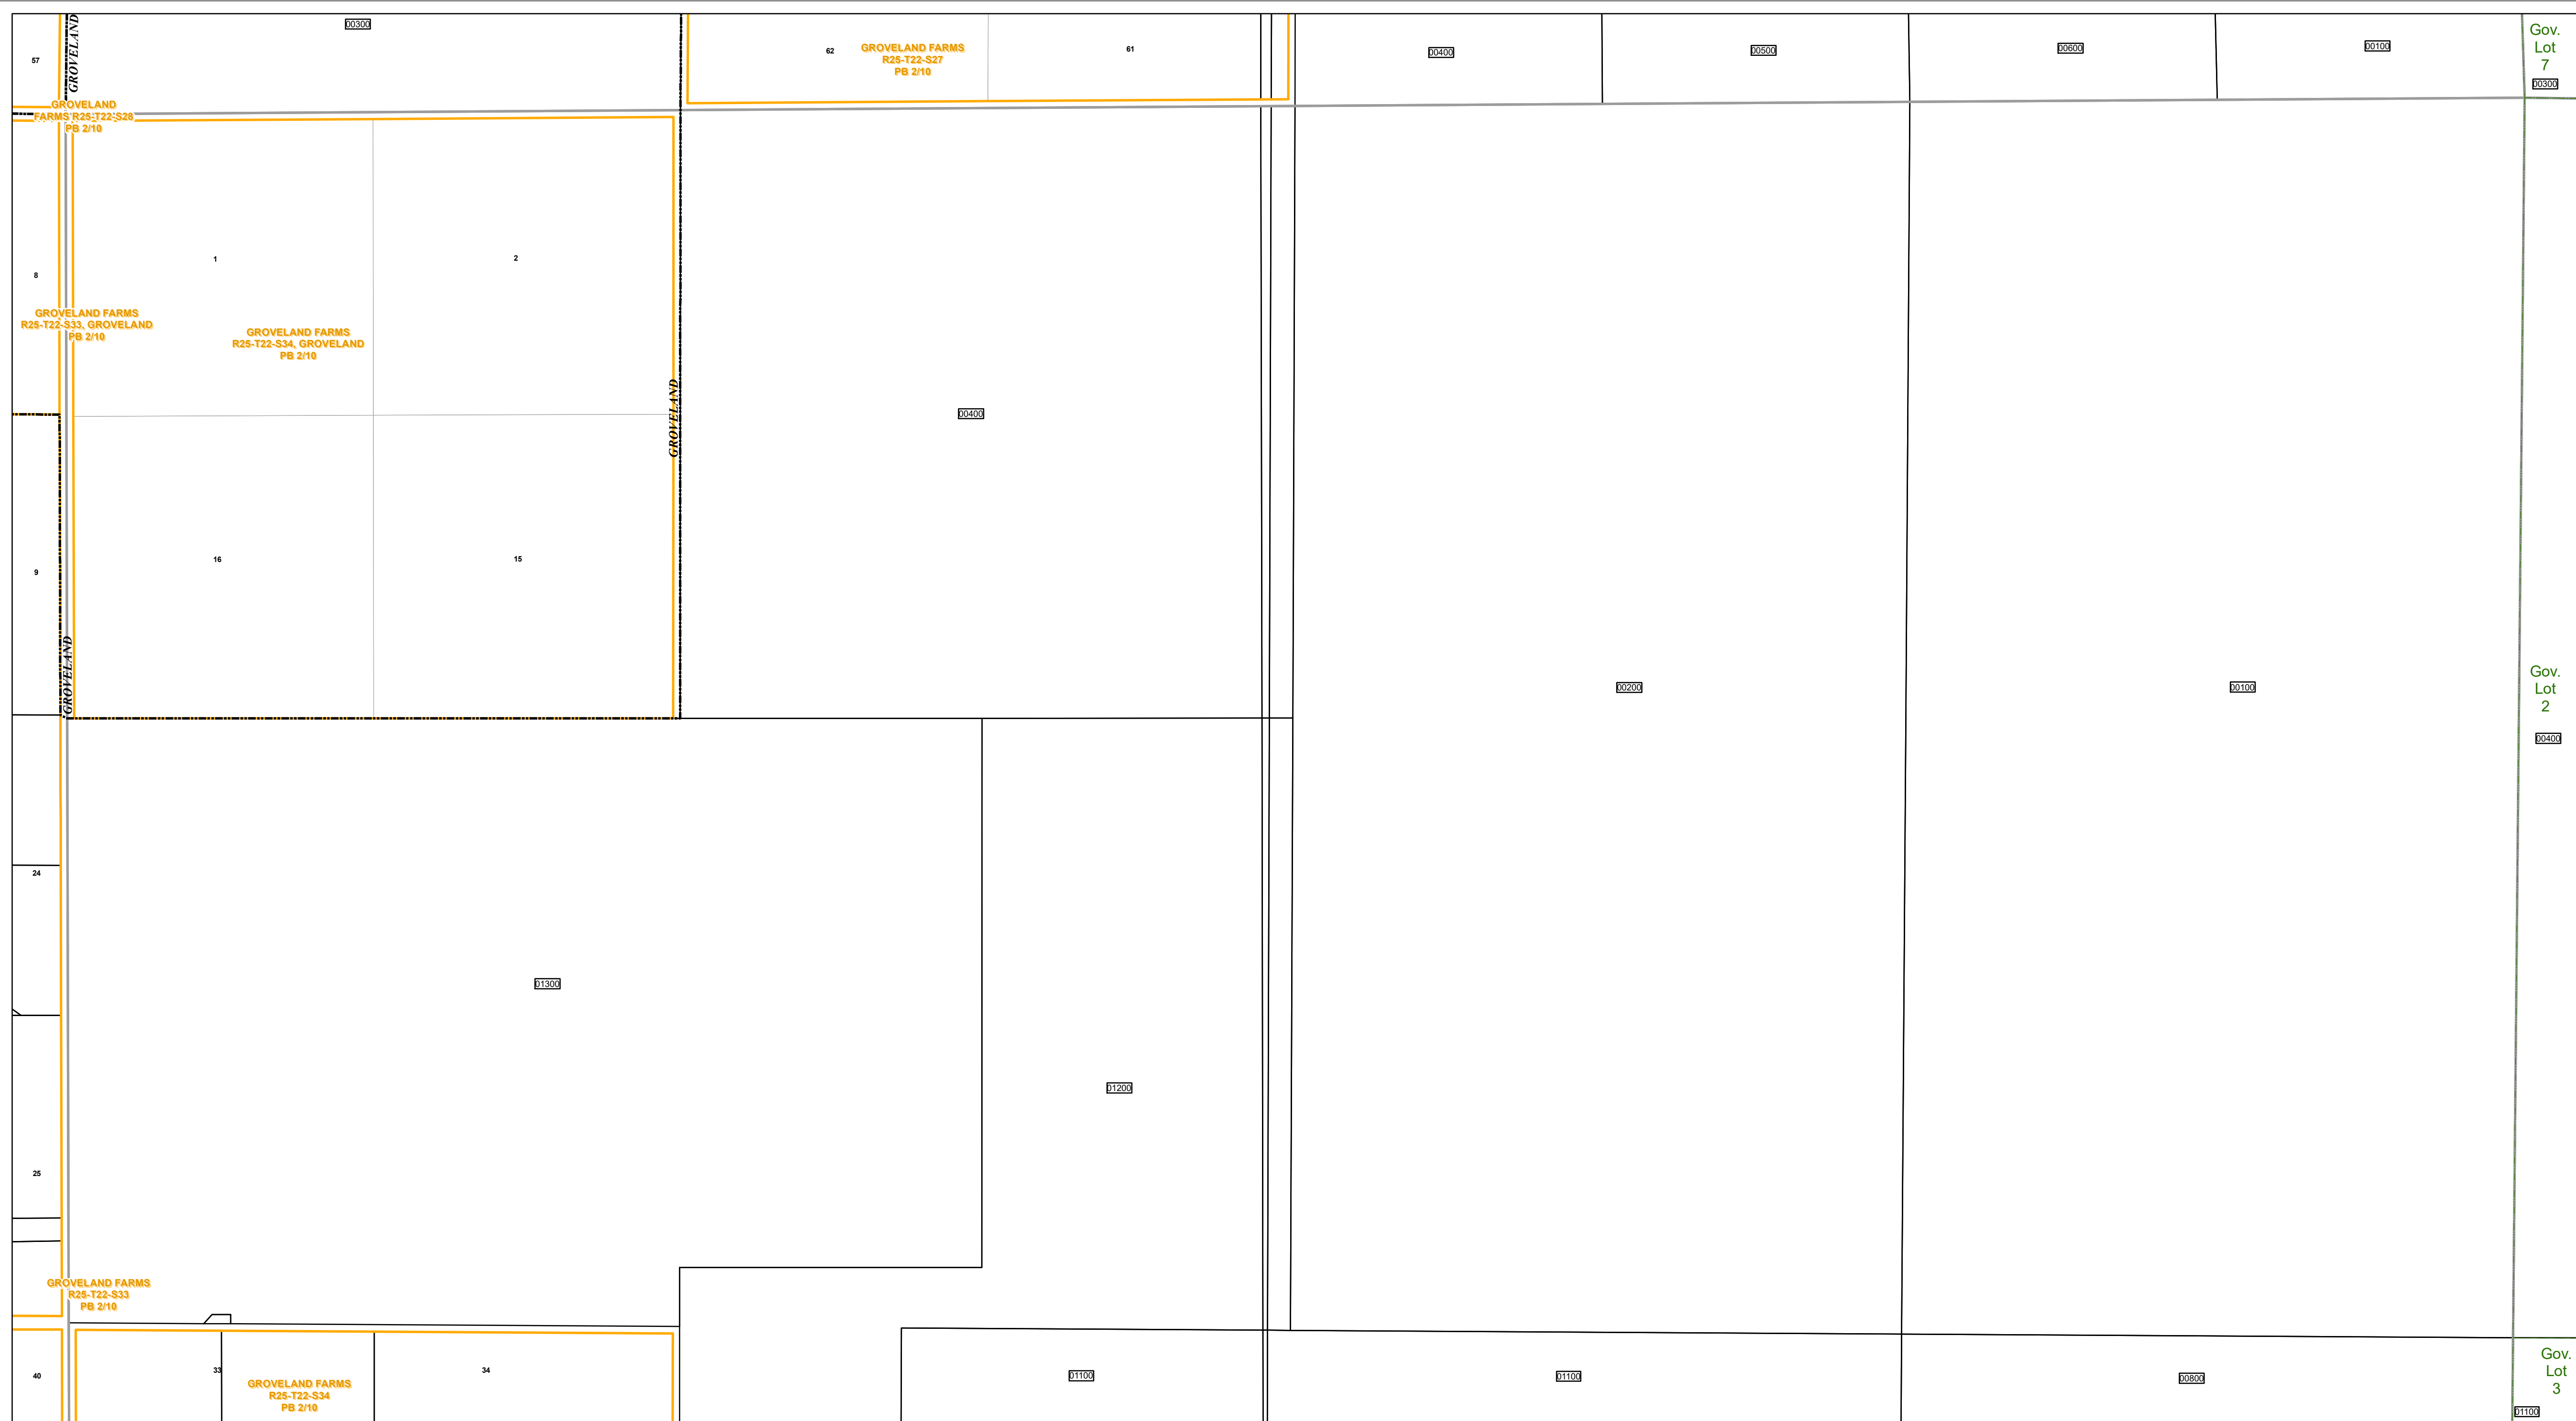 GROVELAND
00300
57
62
GROVELAND FARMS
R25-T22-S27
PB 2/10
61
00400
00500
00600
00100
Gov.
Lot
7
00300
GROVELAND
FARMS R25-T22-S28
PB 2/10
1
2
8
GROVELAND FARMS
R25-T22-S33, GROVELAND
PB 2/10
GROVELAND FARMS
R25-T22-S34, GROVELAND
PB 2/10
GROVELAND
00400
16
15
9
GROVELAND
00200
00100
Gov.
Lot
2
00400
24
01300
01200
25
GROVELAND FARMS
R25-T22-S33
PB 2/10
40
33
GROVELAND FARMS
R25-T22-S34
PB 2/10
34
01100
01100
00800
Gov.
Lot
3
01100